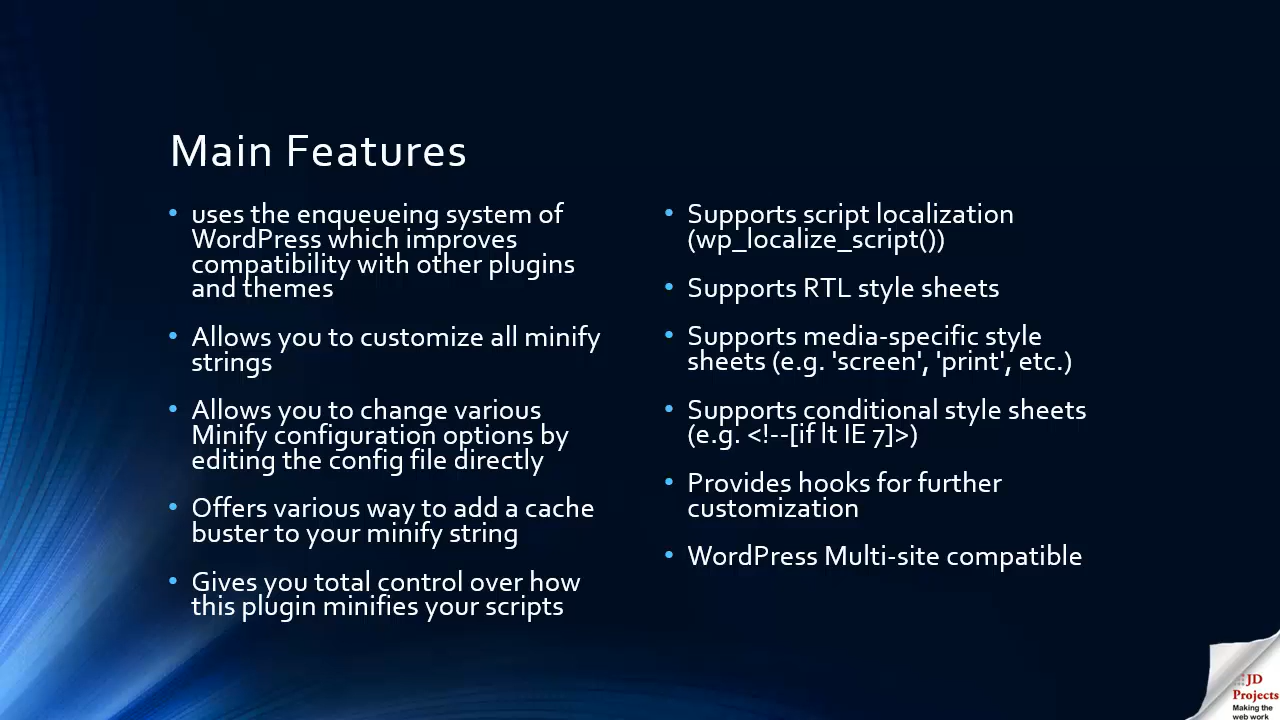 Main Features
• uses the enqueueing system of
WordPress which improves
compatibility with other plugins
and themes
• Allows you to customize all minify
strings
• Allows you to change various
Minify configuration options by
editing the config file directly
• Offers various way to add a cache
buster to your minify string
• Gives you total control over how
this plugin minifies your scripts
• Supports script localization
(wp_localize_script())
• Supports RTL style sheets
• Supports media-specific style
sheets (e.g. 'screen', 'print', etc.)
• Supports conditional style sheets
(e.g. <!--[if lt IE 7]>)
• Provides hooks for further
customization
• WordPress Multi-site compatible
JD
Projects
Making the
web work